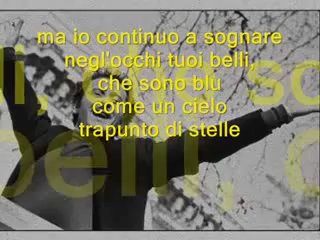 ma io continuo a sognare
negl'occhi tuoi belli,
che sono blu
come un cielo
trapunto di stelle